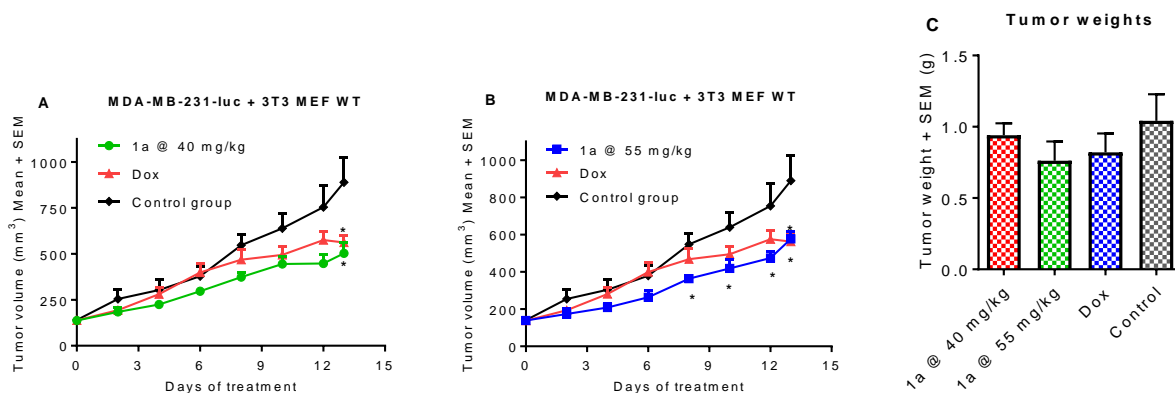 A
MDA-MB-231-luc + 3T3 MEF WT
1a @ 40 mg/kg
Dox
Control group
Tumor volume (mm³) Mean + SEM
1000
750
500
250
0
*
*
0 3 6 9 12 15
Days of treatment
B
MDA-MB-231-luc + 3T3 MEF WT
1a @ 55 mg/kg
Dox
Control group
Tumor volume (mm³) Mean + SEM
1000
800
600
400
200
0
*
*
*
*
*
0 3 6 9 12 15
Days of treatment
C
Tumor weights
Tumor weight + SEM (g)
1.5
1.0
0.5
0.0
1a @ 40 mg/kg
1a @ 55 mg/kg
Dox
Control